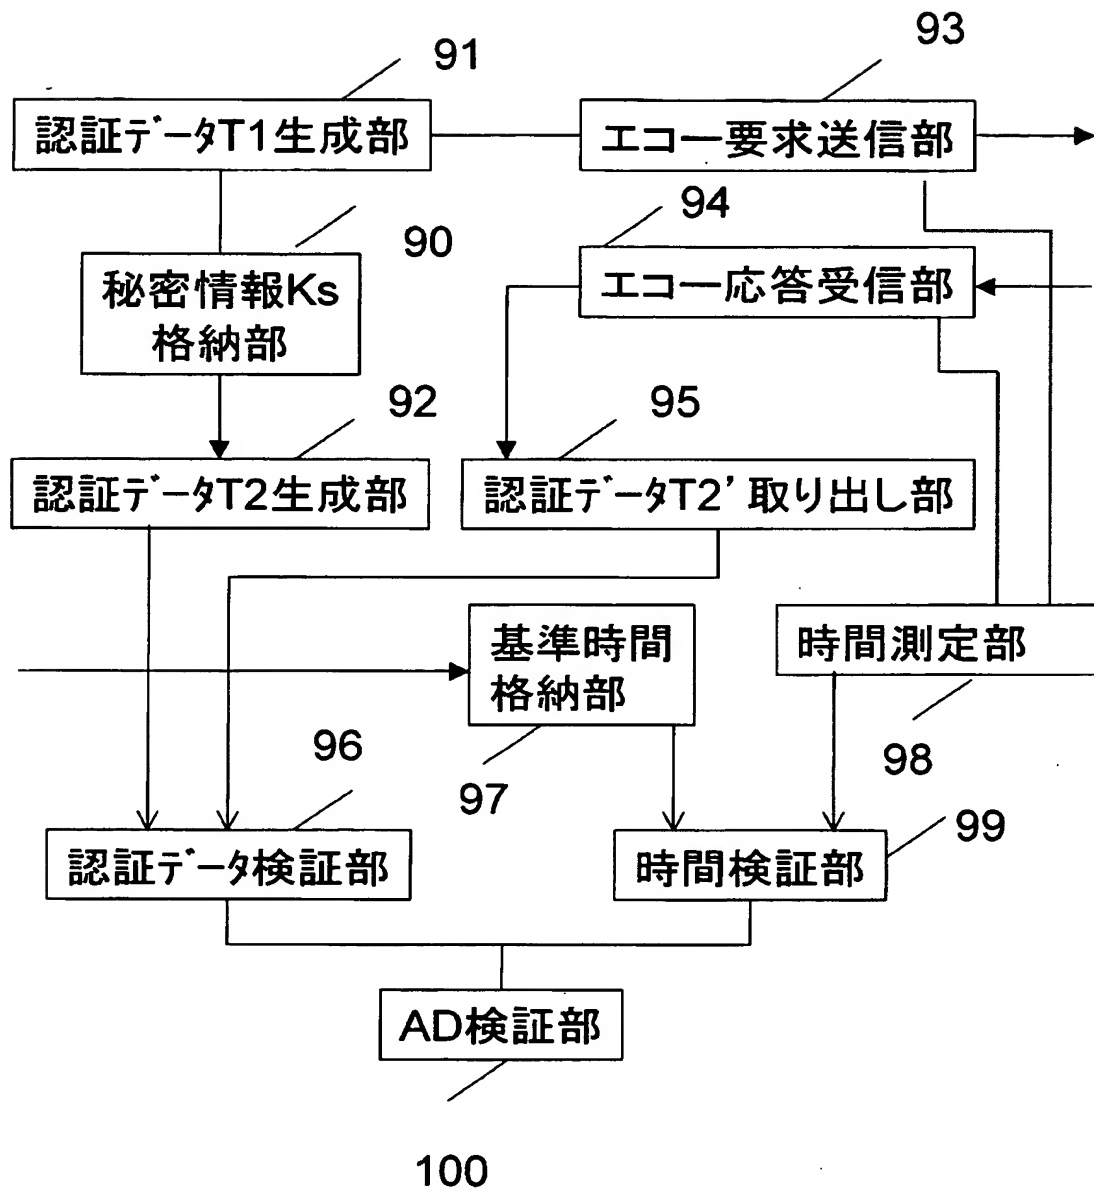 91
93
認証データT1生成部
エコー要求送信部
90
94
秘密情報Ks
格納部
エコー応答受信部
92
95
認証ﾃﾞｰﾀT2生成部
認証ﾃﾞｰﾀT2’取り出し部
基準時間
格納部
時間測定部
96
97
98
99
認証ﾃﾞｰﾀ検証部
時間検証部
AD検証部
100